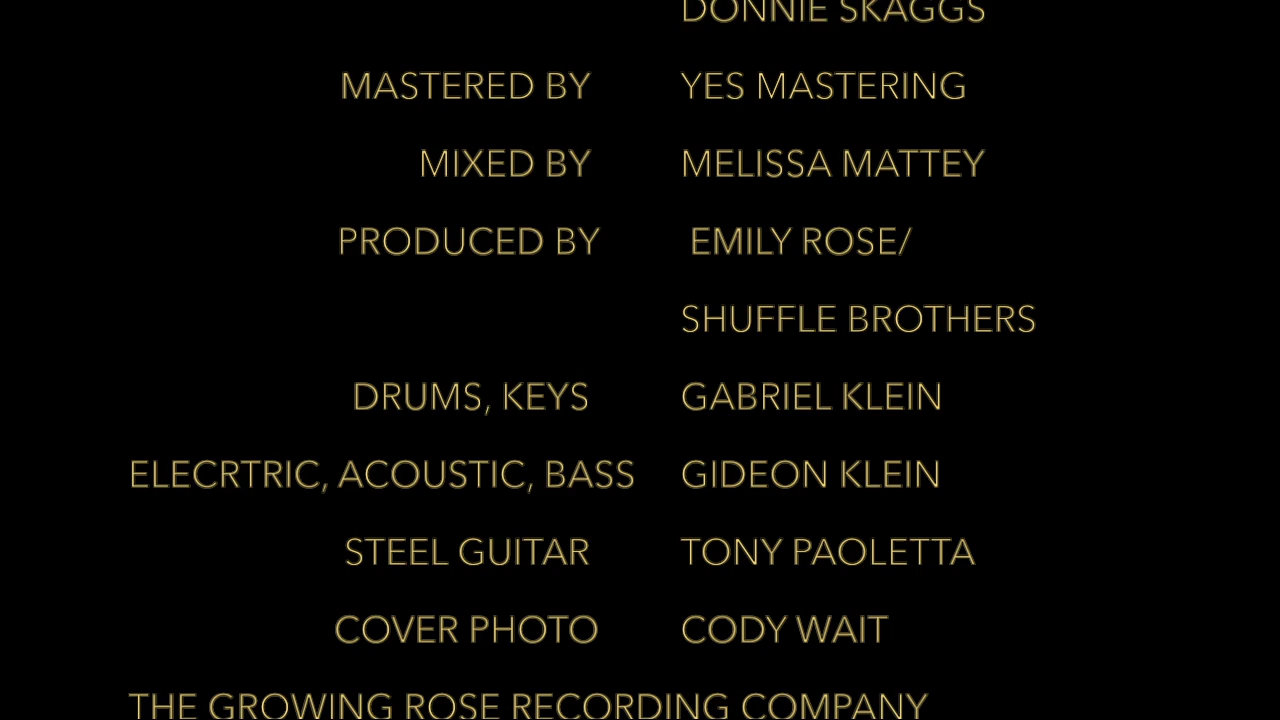 DONNIE SKAGGS
MASTERED BY YES MASTERING
MIXED BY MELISSA MATTEY
PRODUCED BY EMILY ROSE/
SHUFFLE BROTHERS
DRUMS, KEYS GABRIEL KLEIN
ELECRTRIC, ACOUSTIC, BASS GIDEON KLEIN
STEEL GUITAR TONY PAOLETTA
COVER PHOTO CODY WAIT
THE GROWING ROSE RECORDING COMPANY